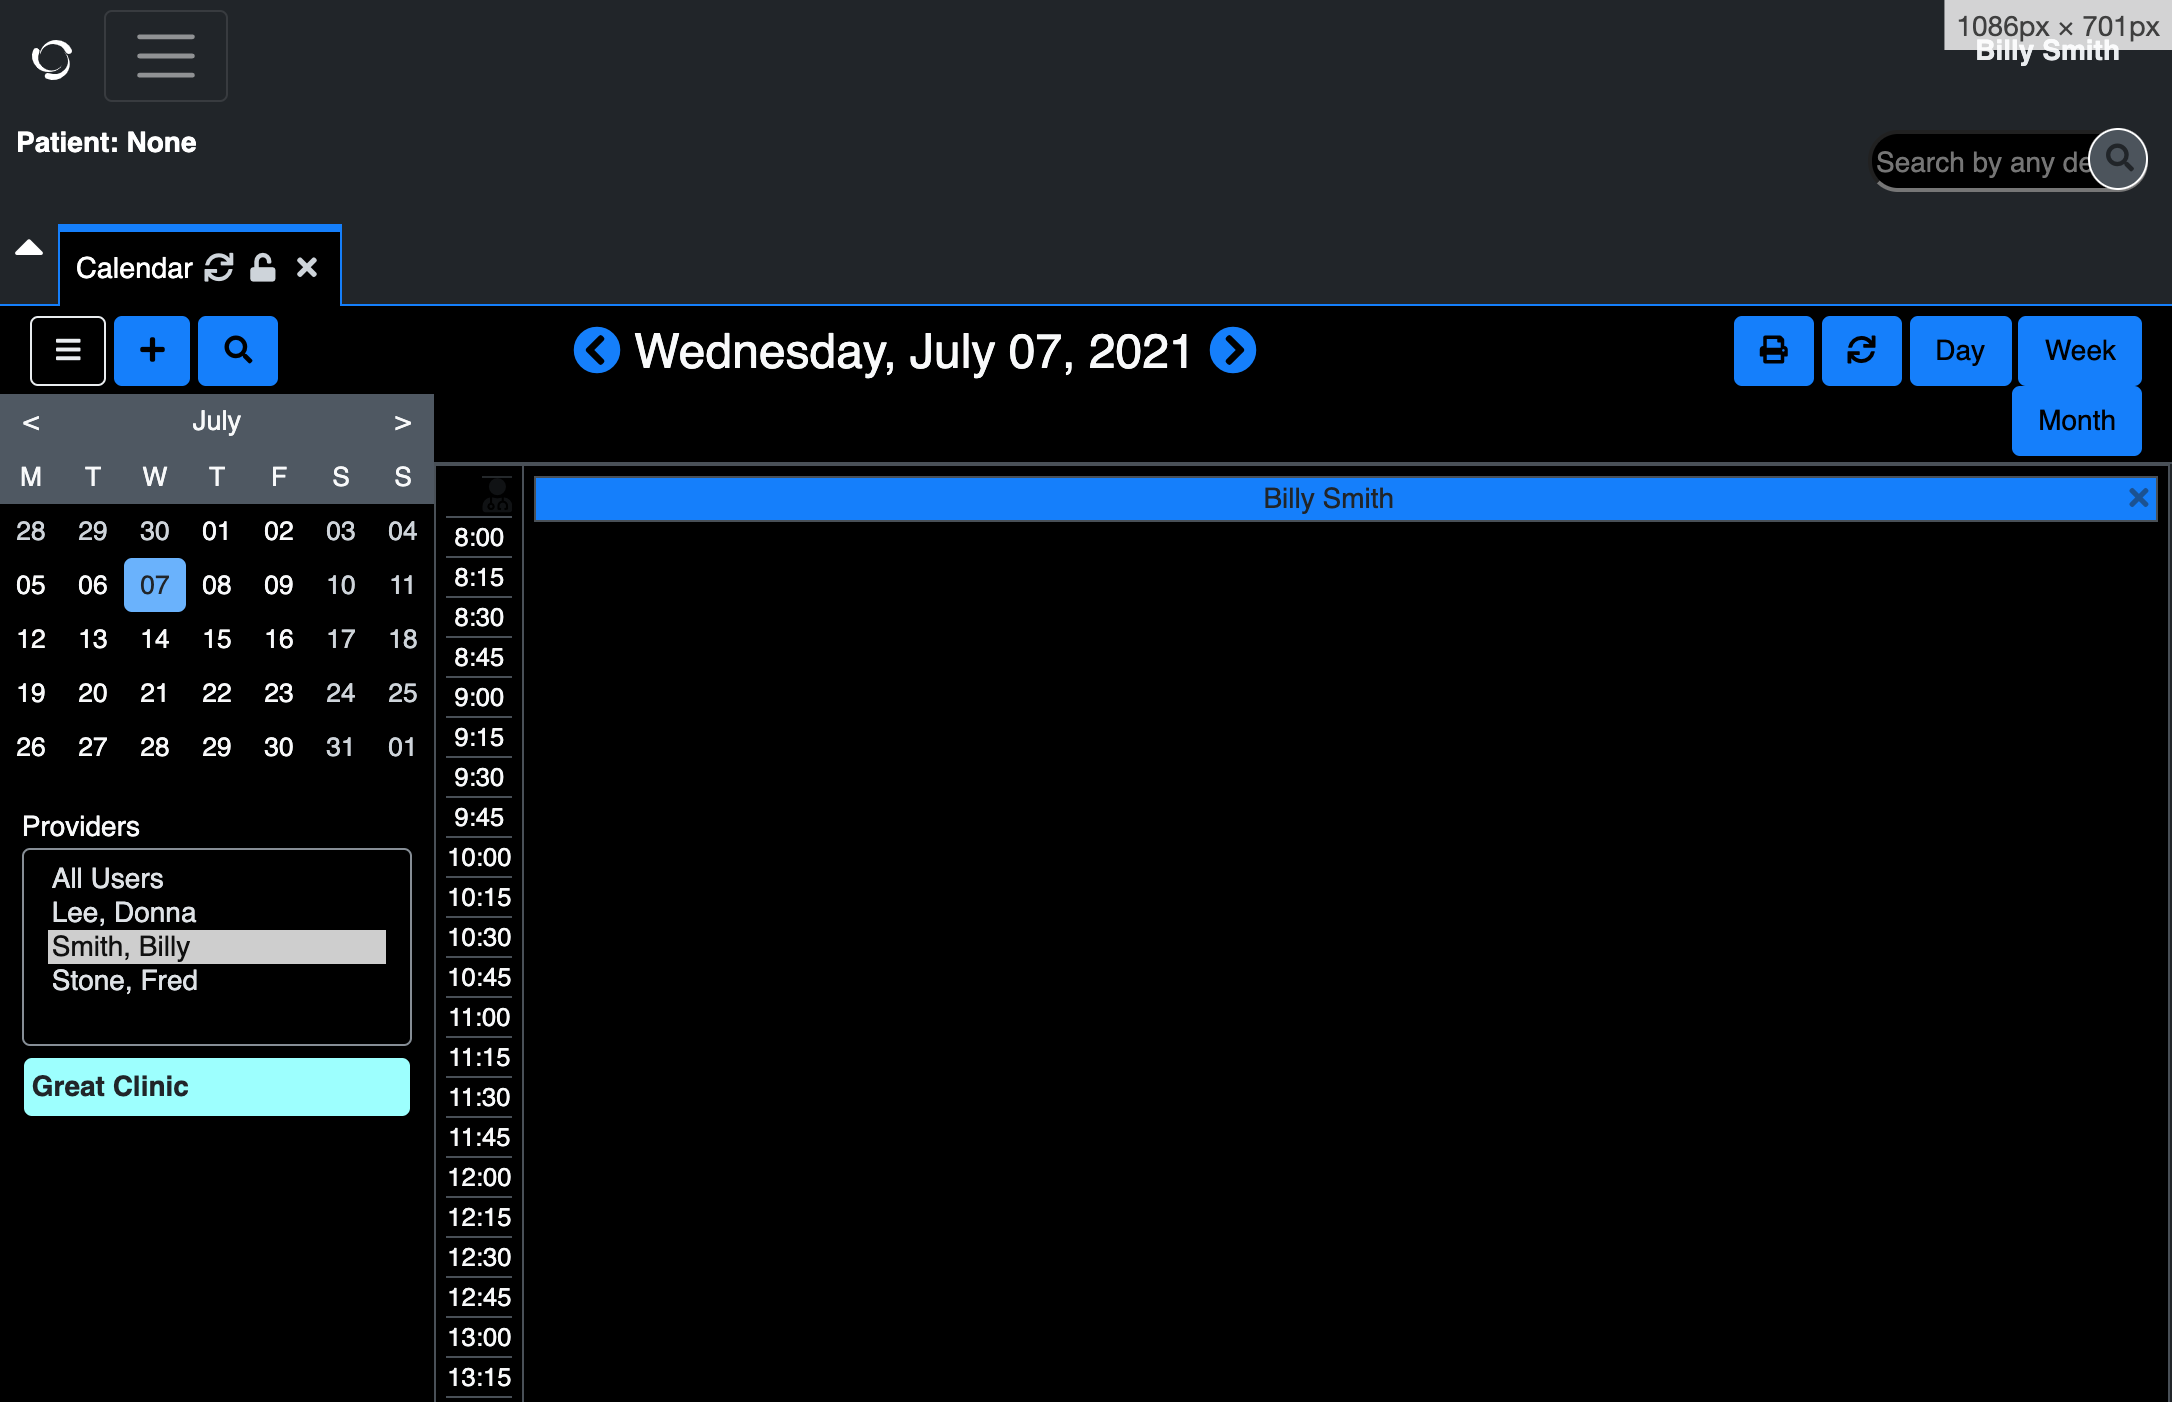 1086px × 701px
Billy Smith
Patient: None
Search by any de
Calendar
Wednesday, July 07, 2021
Day
Week
Month
< July >
M T W T F S S
28 29 30 01 02 03 04
05 06 07 08 09 10 11
12 13 14 15 16 17 18
19 20 21 22 23 24 25
26 27 28 29 30 31 01
Providers
All Users
Lee, Donna
Smith, Billy
Stone, Fred
Great Clinic
Billy Smith
8:00
8:15
8:30
8:45
9:00
9:15
9:30
9:45
10:00
10:15
10:30
10:45
11:00
11:15
11:30
11:45
12:00
12:15
12:30
12:45
13:00
13:15